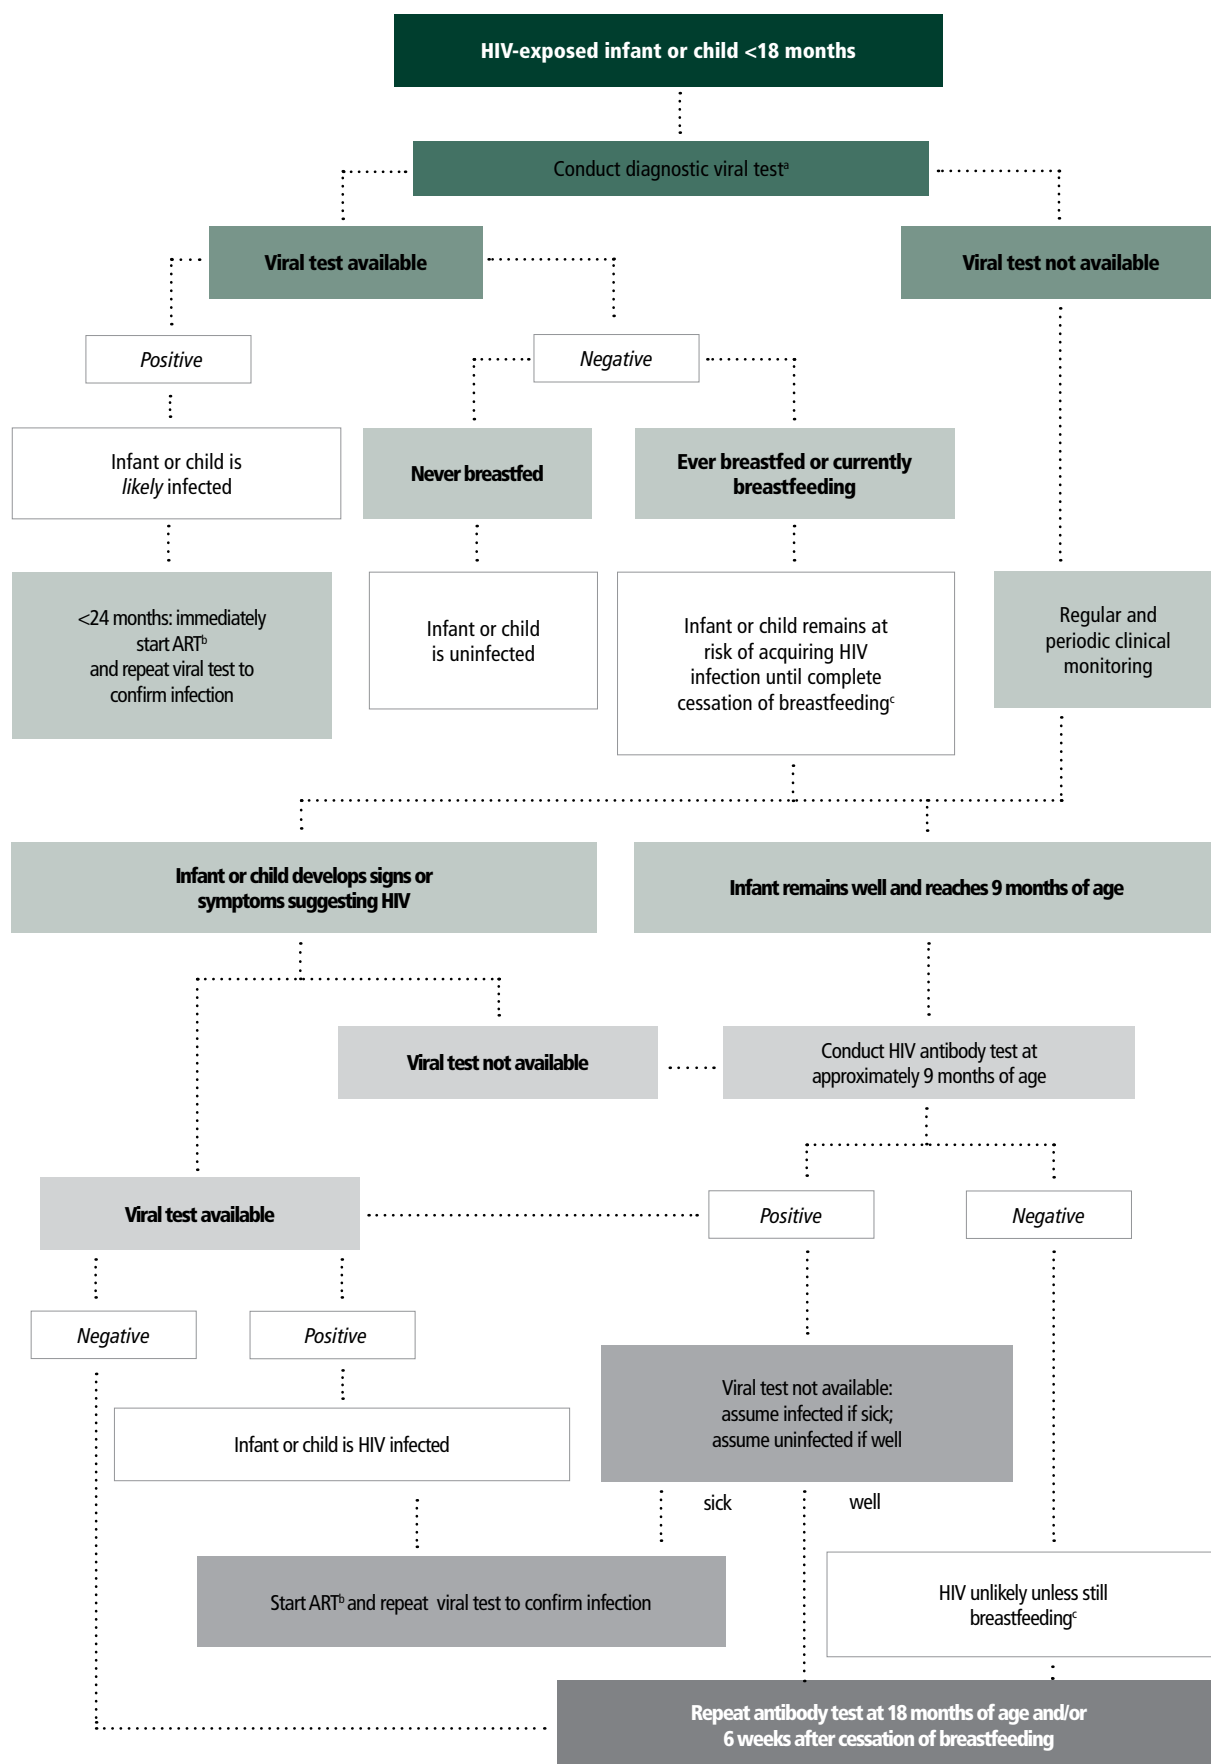 HIV-exposed infant or child <18 months
Conduct diagnostic viral testᵃ
Viral test available
Viral test not available
Positive
Negative
Infant or child is
likely infected
Never breastfed
Ever breastfed or currently
breastfeeding
<24 months: immediately
start ARTᵇ
and repeat viral test to
confirm infection
Infant or child
is uninfected
Infant or child remains at
risk of acquiring HIV
infection until complete
cessation of breastfeedingᶜ
Regular and
periodic clinical
monitoring
Infant or child develops signs or
symptoms suggesting HIV
Infant remains well and reaches 9 months of age
Viral test not available
Conduct HIV antibody test at
approximately 9 months of age
Viral test available
Positive
Negative
Negative
Positive
Viral test not available:
assume infected if sick;
assume uninfected if well
Infant or child is HIV infected
sick
well
Start ARTᵇ and repeat viral test to confirm infection
HIV unlikely unless still
breastfeedingᶜ
Repeat antibody test at 18 months of age and/or
6 weeks after cessation of breastfeeding